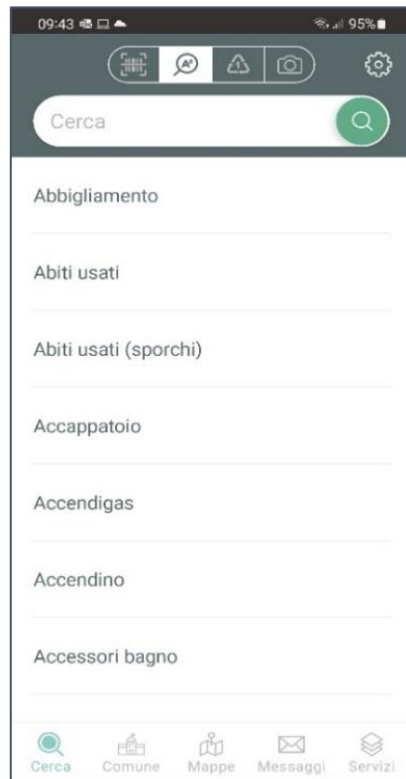 09:43 95%
Cerca
Abbigliamento
Abiti usati
Abiti usati (sporchi)
Accappatoio
Accendigas
Accendino
Accessori bagno
Cerca Comune Mappe Messaggi Servizi